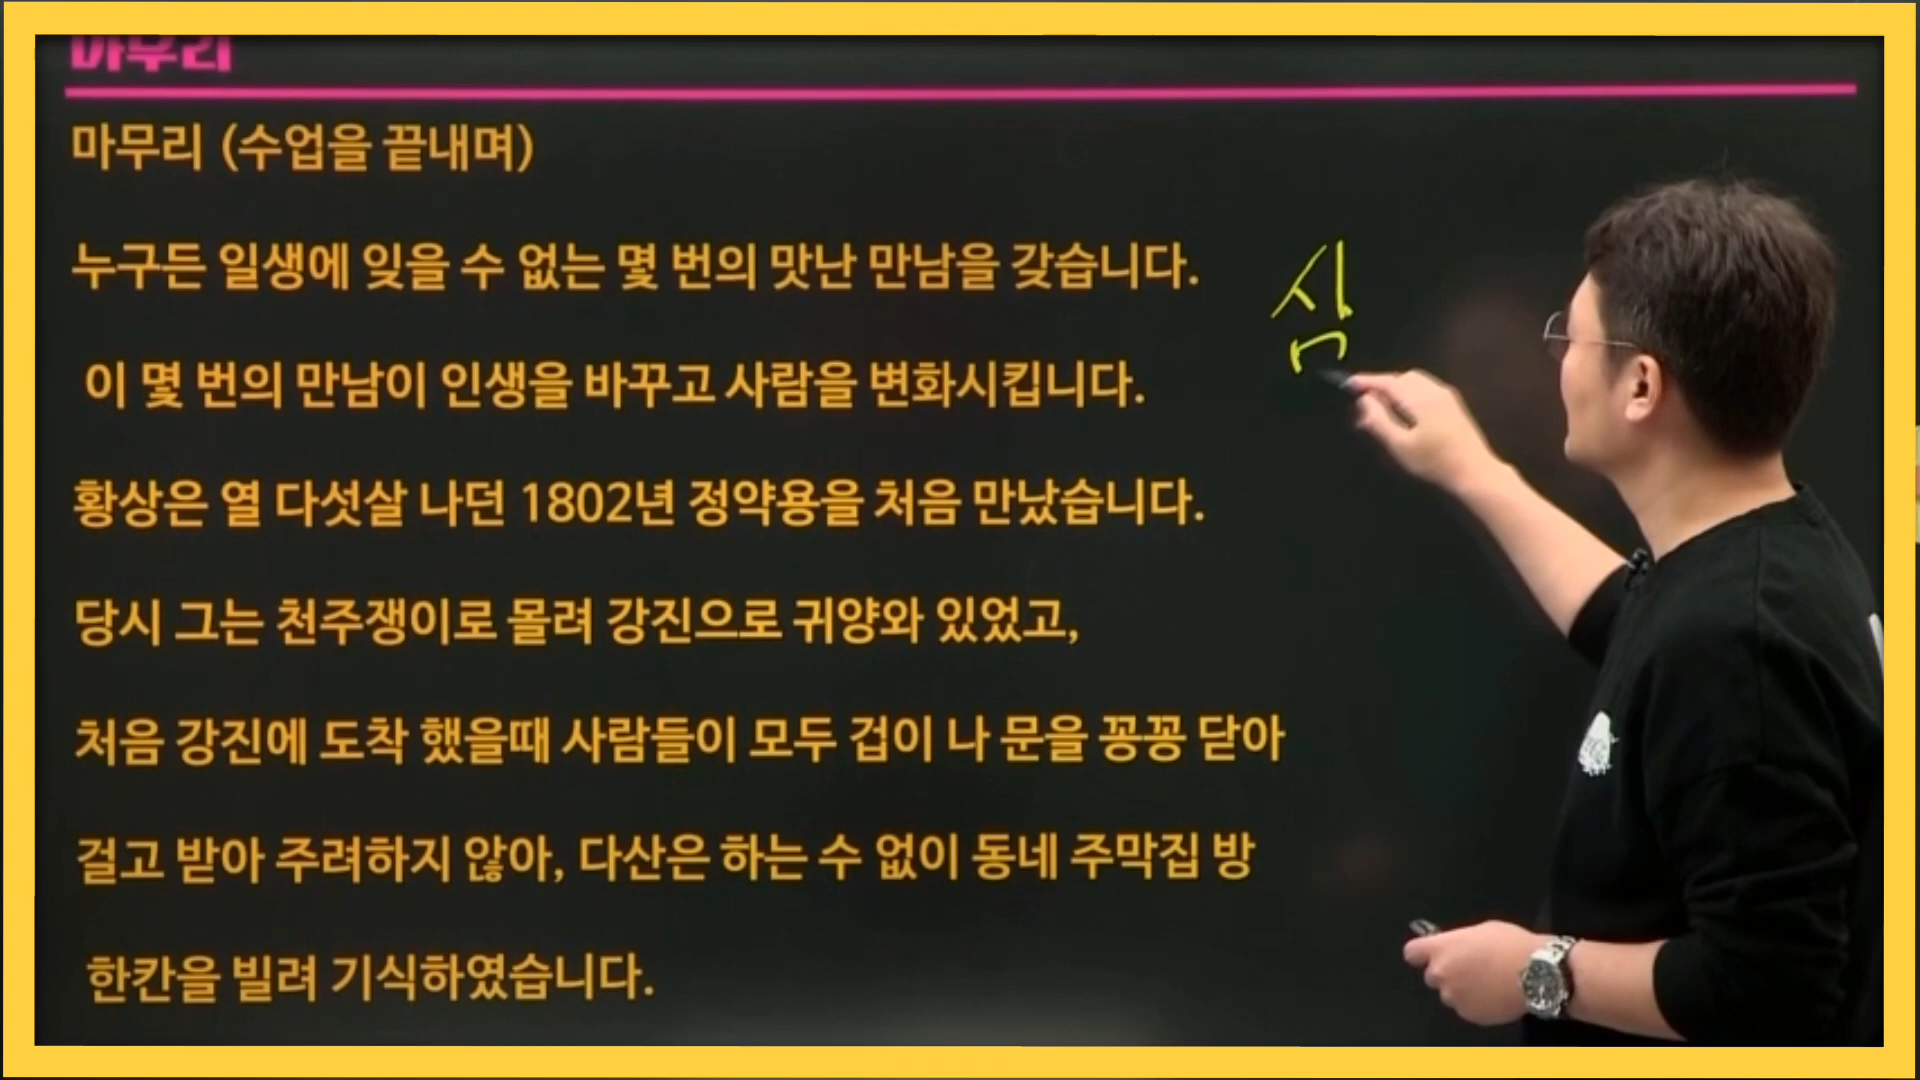 마무리
마무리 (수업을 끝내며)
누구든 일생에 잊을 수 없는 몇 번의 맛난 만남을 갖습니다.
이 몇 번의 만남이 인생을 바꾸고 사람을 변화시킵니다.
황상은 열 다섯살 나던 1802년 정약용을 처음 만났습니다.
당시 그는 천주쟁이로 몰려 강진으로 귀양와 있었고,
처음 강진에 도착 했을때 사람들이 모두 겁이 나 문을 꽁꽁 닫아
걸고 받아 주려하지 않아, 다산은 하는 수 없이 동네 주막집 방
한칸을 빌려 기식하였습니다.
심